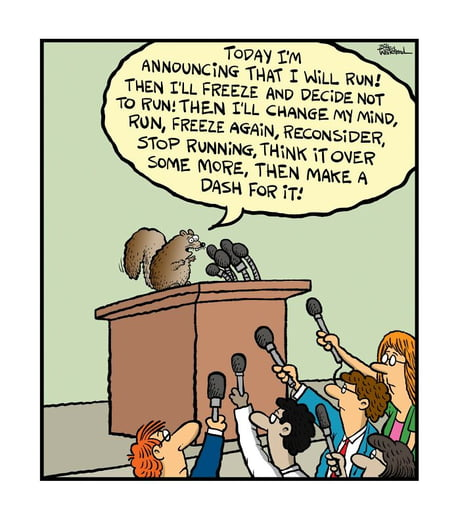 TODAY I'M
ANNOUNCING THAT I WILL RUN!
THEN I'LL FREEZE AND DECIDE NOT
TO RUN! THEN I'LL CHANGE MY MIND,
RUN, FREEZE AGAIN, RECONSIDER,
STOP RUNNING, THINK IT OVER
SOME MORE, THEN MAKE A
DASH FOR IT!